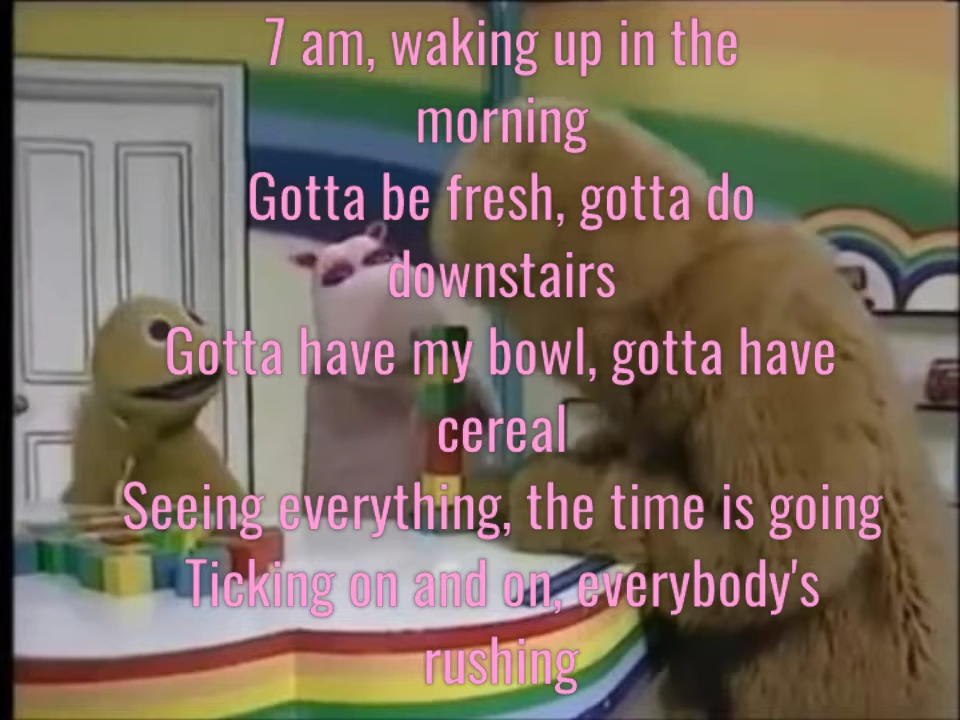 7 am, waking up in the
morning
Gotta be fresh, gotta do
downstairs
Gotta have my bowl, gotta have
cereal
Seeing everything, the time is going
Ticking on and on, everybody's
rushing